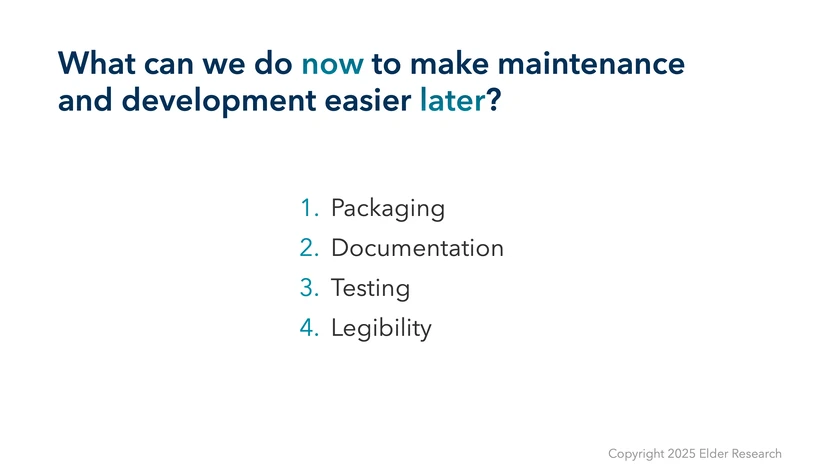 What can we do now to make maintenance
and development easier later?
1. Packaging
2. Documentation
3. Testing
4. Legibility
Copyright 2025 Elder Research